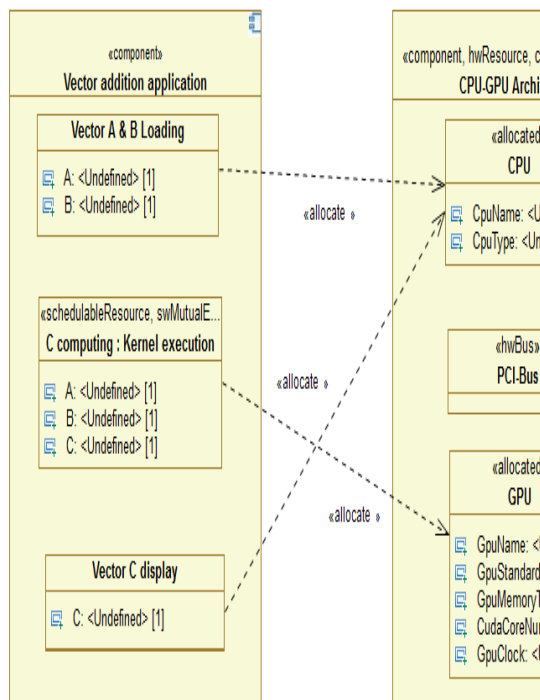 «component»
Vector addition application
Vector A & B Loading
A: <Undefined> [1]
B: <Undefined> [1]
«schedulableResource, swMutualE...
C computing : Kernel execution
A: <Undefined> [1]
B: <Undefined> [1]
C: <Undefined> [1]
Vector C display
C: <Undefined> [1]
«allocate »
«allocate »
«allocate »
«component, hwResource, c
CPU-GPU Archi
«allocated
CPU
CpuName: <U
CpuType: <Un
«hwBus»
PCI-Bus
«allocated
GPU
GpuName: <
GpuStandard
GpuMemoryT
CudaCoreNu
GpuClock: <